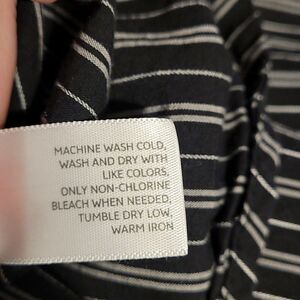 MACHINE WASH COLD,
WASH AND DRY WITH
LIKE COLORS,
ONLY NON-CHLORINE
BLEACH WHEN NEEDED,
TUMBLE DRY LOW,
WARM IRON